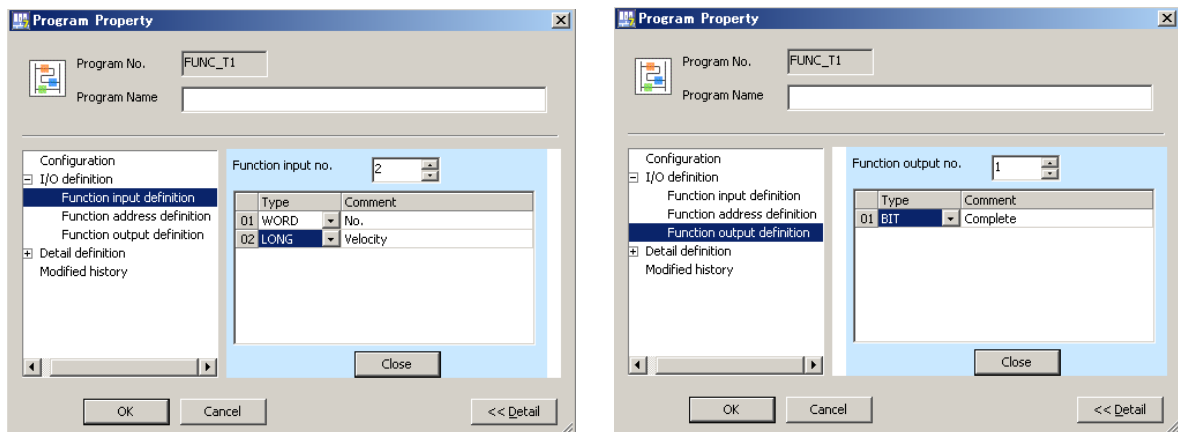 Program Property
Program No. FUNC_T1
Program Name
Configuration
I/O definition
Function input definition
Function address definition
Function output definition
Detail definition
Modified history
Function input no. 2
Type Comment
01 WORD No.
02 LONG Velocity
Close
OK Cancel << Detail
Program Property
Program No. FUNC_T1
Program Name
Configuration
I/O definition
Function input definition
Function address definition
Function output definition
Detail definition
Modified history
Function output no. 1
Type Comment
01 BIT Complete
Close
OK Cancel << Detail